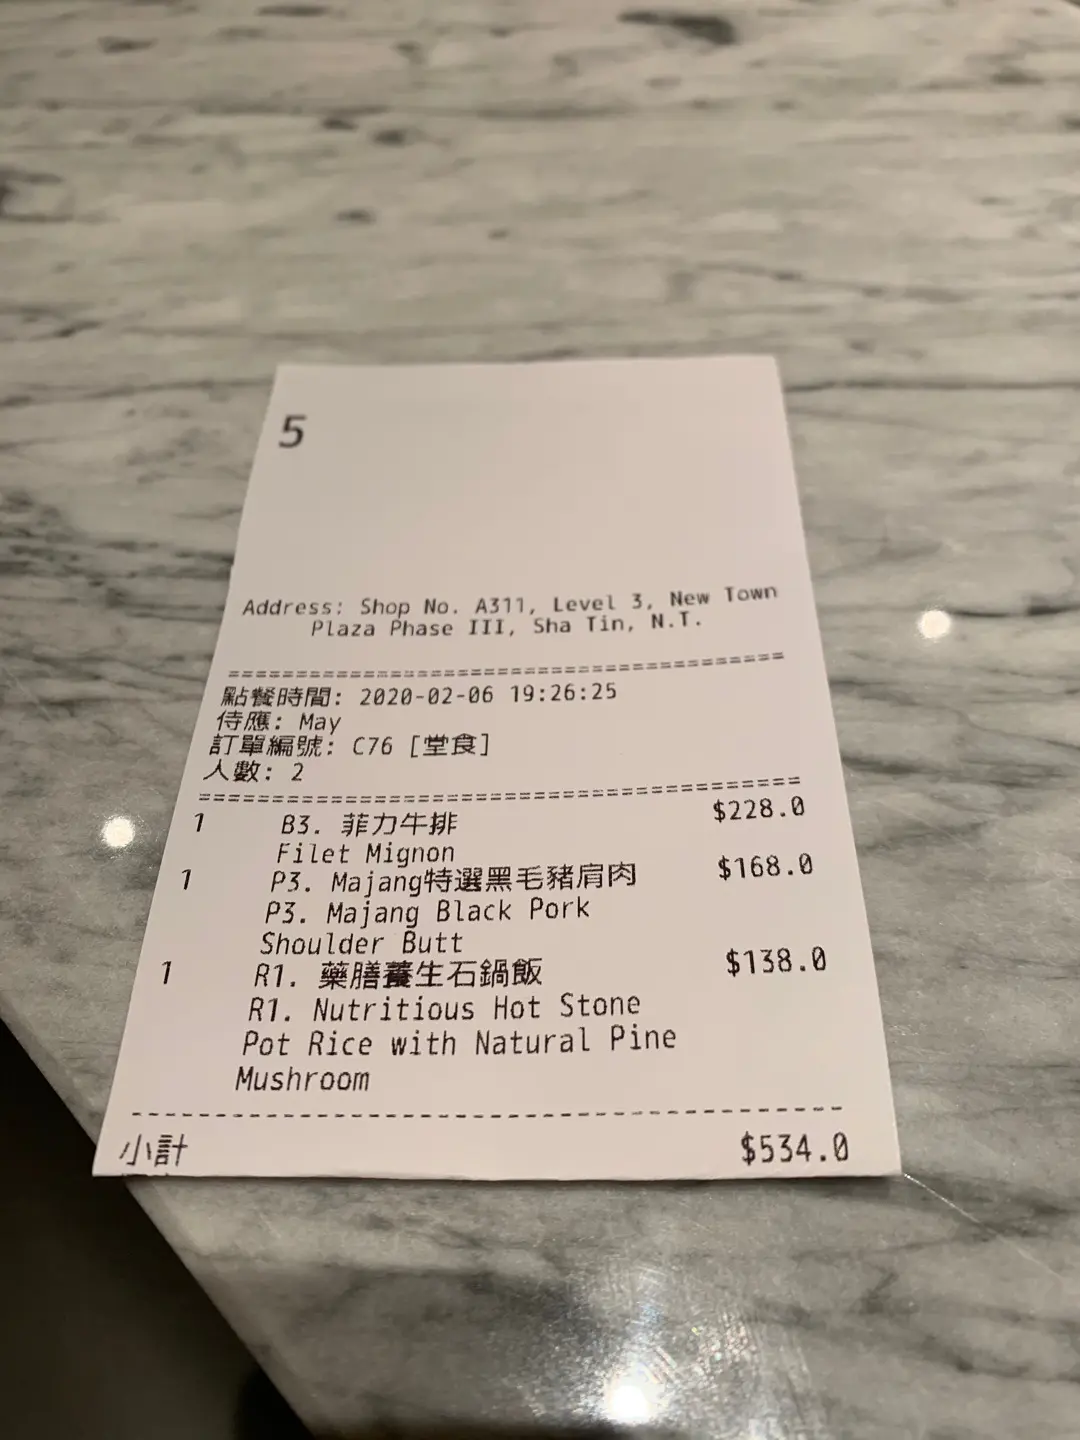 5
Address: Shop No. A311, Level 3, New Town
Plaza Phase III, Sha Tin, N.T.
點餐時間: 2020-02-06 19:26:25
侍應: May
訂單編號: C76 [堂食]
人數: 2
1 B3. 菲力牛排 $228.0
Filet Mignon
1 P3. Majang特選黑毛豬肩肉 $168.0
P3. Majang Black Pork
Shoulder Butt
1 R1. 藥膳養生石鍋飯 $138.0
R1. Nutritious Hot Stone
Pot Rice with Natural Pine
Mushroom
小計 $534.0